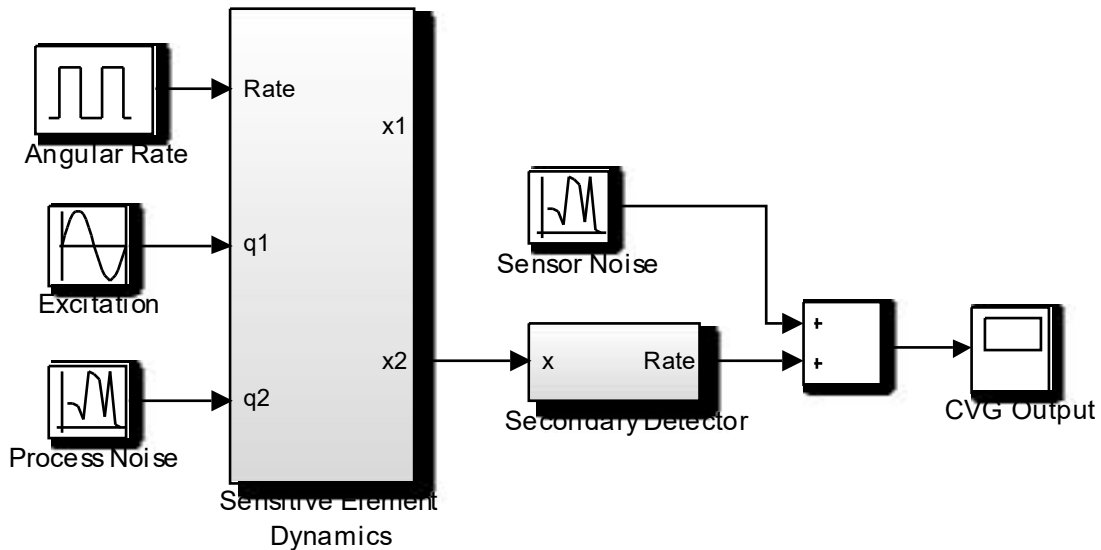 Rate
x1
Angular Rate
q1
Sensor Noise
Excitation
x2
x
Rate
+
+
q2
Secondary Detector
CVG Output
Process Noise
Sensitive Element
Dynamics